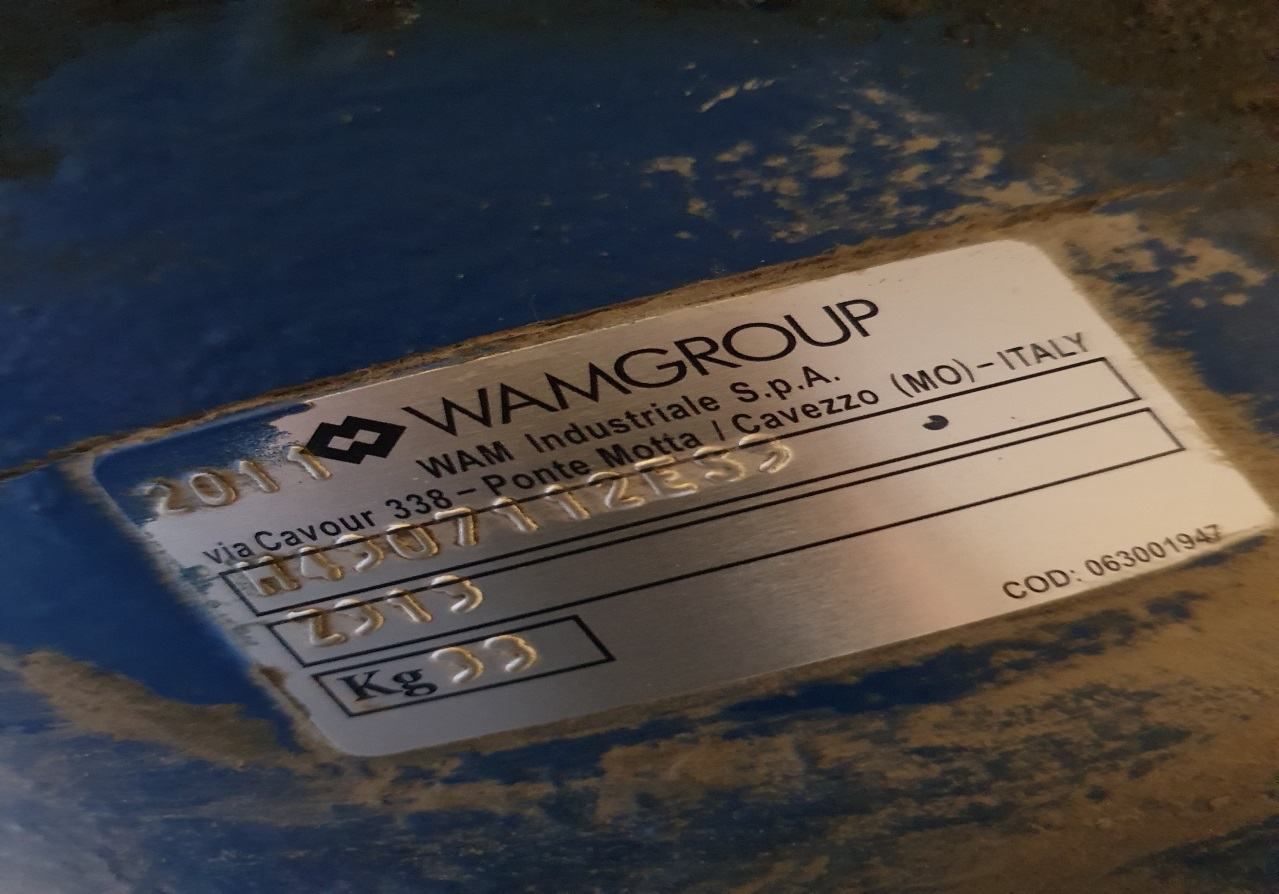 WAMGROUP
WAM Industriale S.p.A.
2011
via Cavour 338 – Ponte Motta / Cavezzo (MO) – ITALY
Kg 33
COD: 063001947